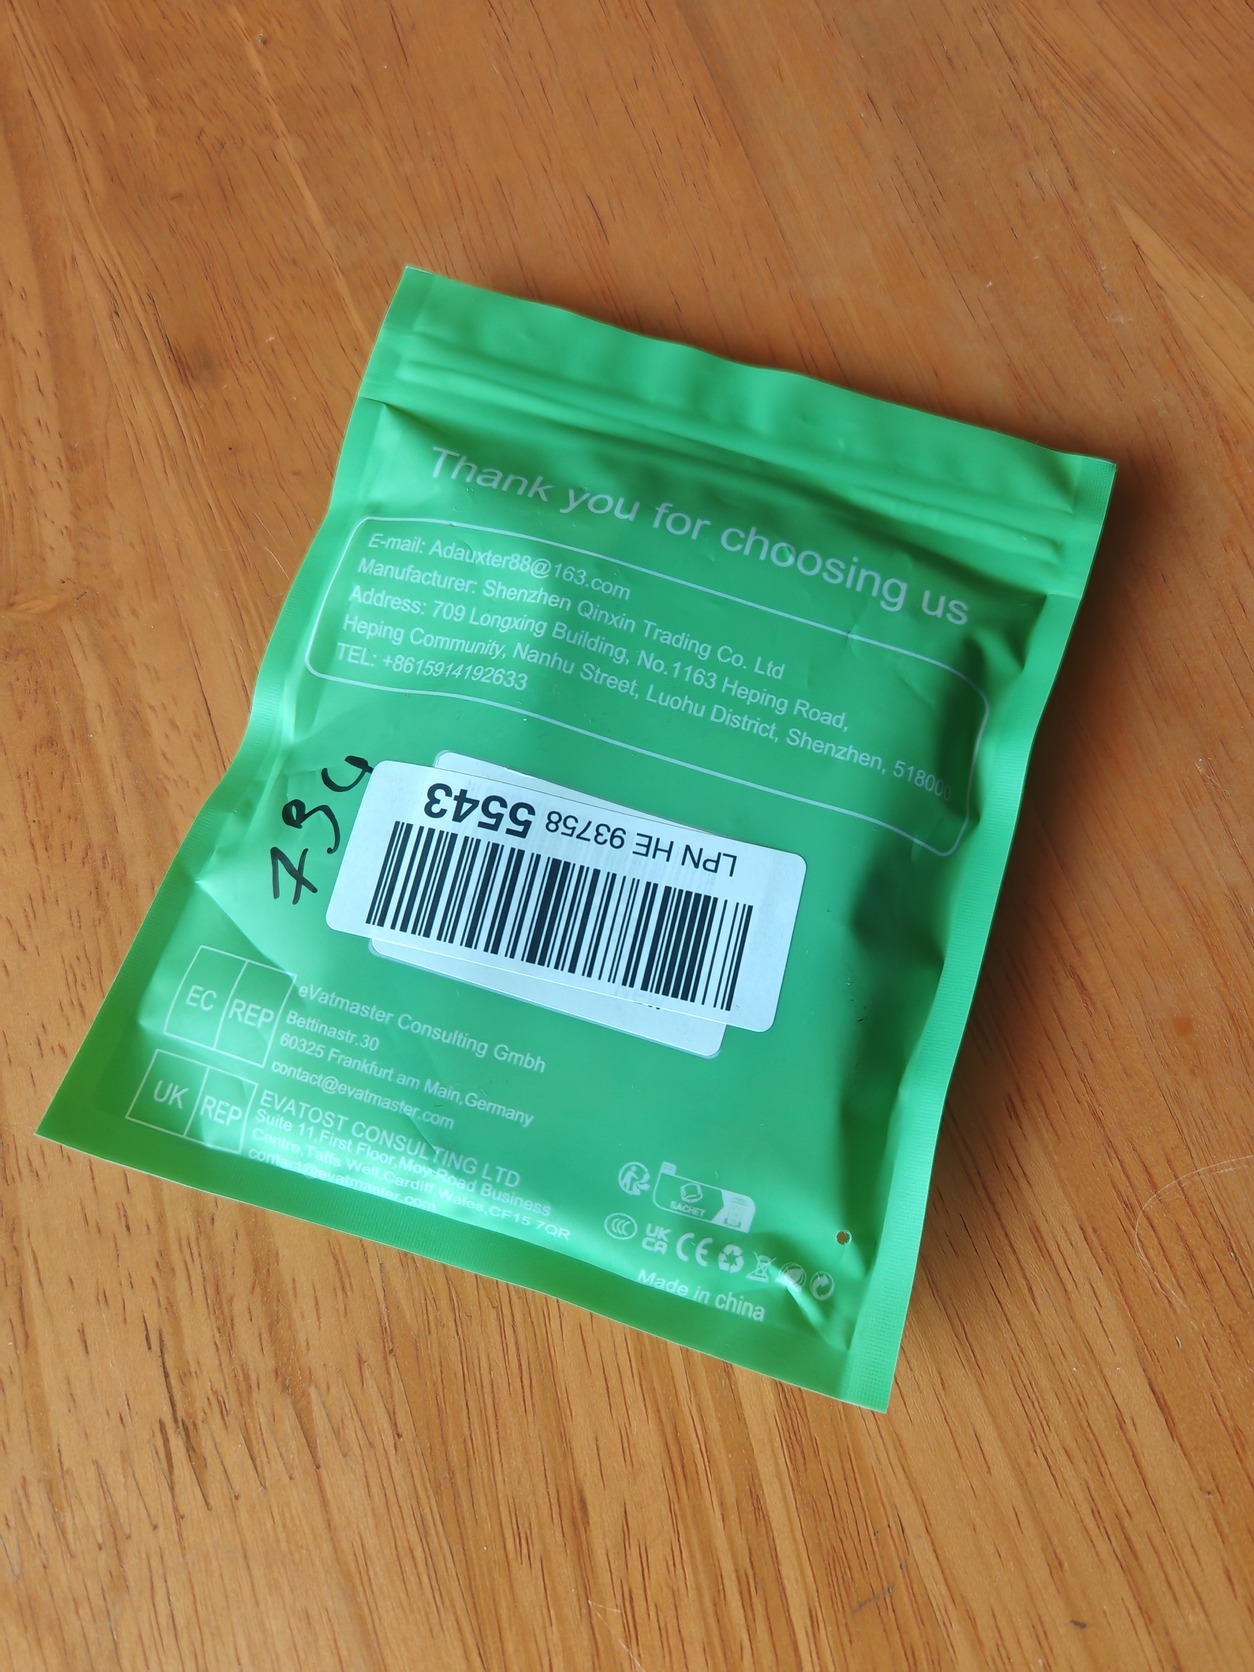 Thank you for choosing us
E-mail: Adauxter88@163.com
Manufacturer: Shenzhen Qinxin Trading Co. Ltd
Address: 709 Longxing Building, No.1163 Heping Road,
Heping Community, Nanhu Street, Luohu District, Shenzhen, 518000
TEL: +8615914192633
734
LPN HE 93758 5543
EC REP
eVatmaster Consulting Gmbh
Bettinastr.30
60325 Frankfurt am Main,Germany
contact@evatmaster.com
UK REP
EVATOST CONSULTING LTD
Suite 11,First Floor,Moy Road Business
Centre,Taffs Well,Cardiff,Wales,CF15 7QR
contact@evatmaster.com
SACHET
UK
CA
CE
Made in china